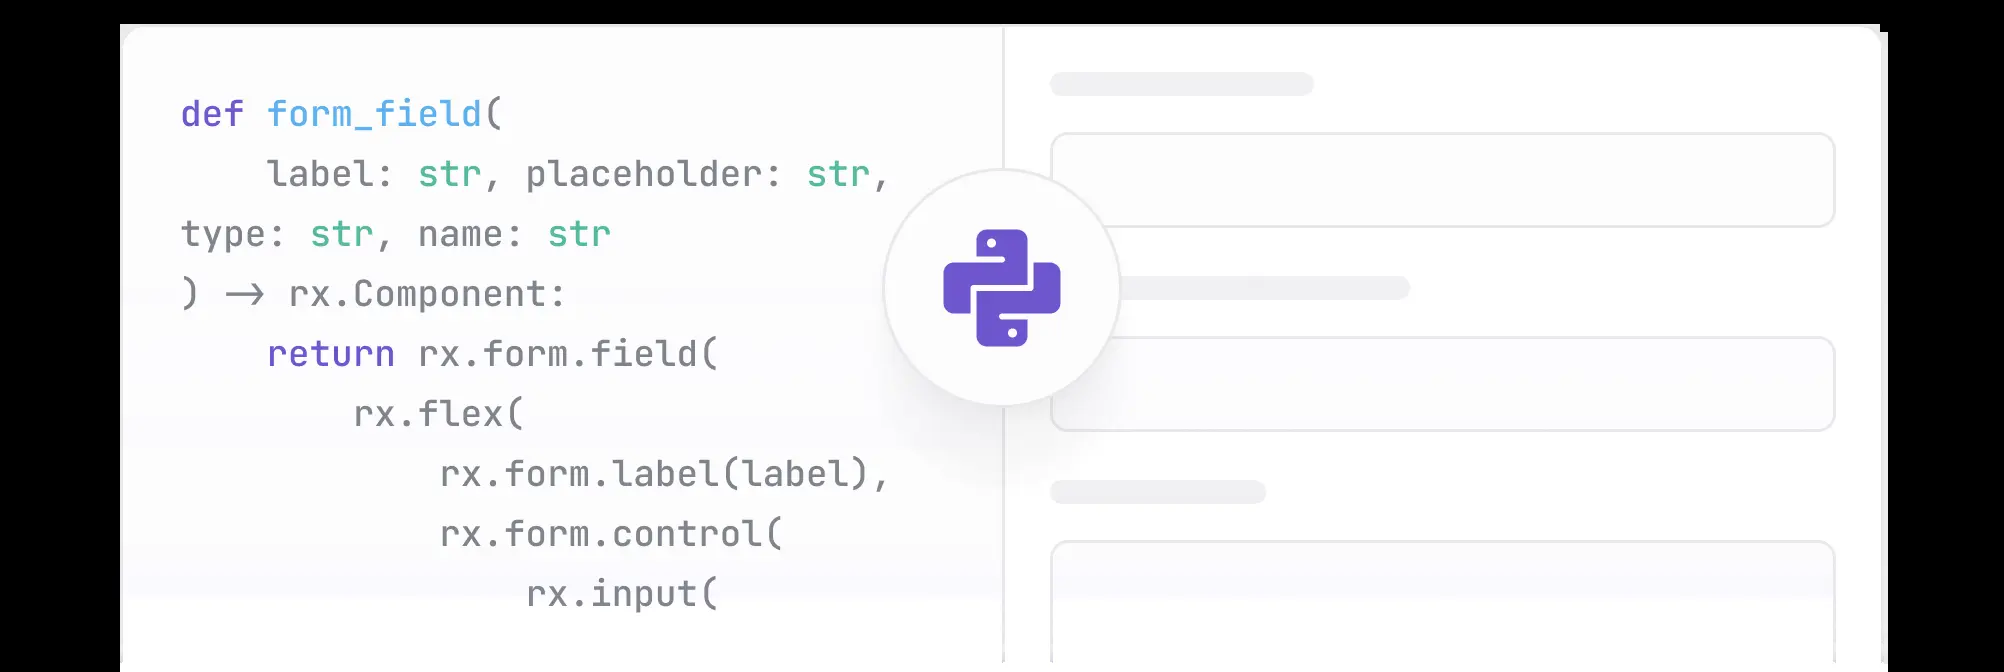 def form_field(
    label: str, placeholder: str,
type: str, name: str
) -> rx.Component:
    return rx.form.field(
        rx.flex(
            rx.form.label(label),
            rx.form.control(
                rx.input(